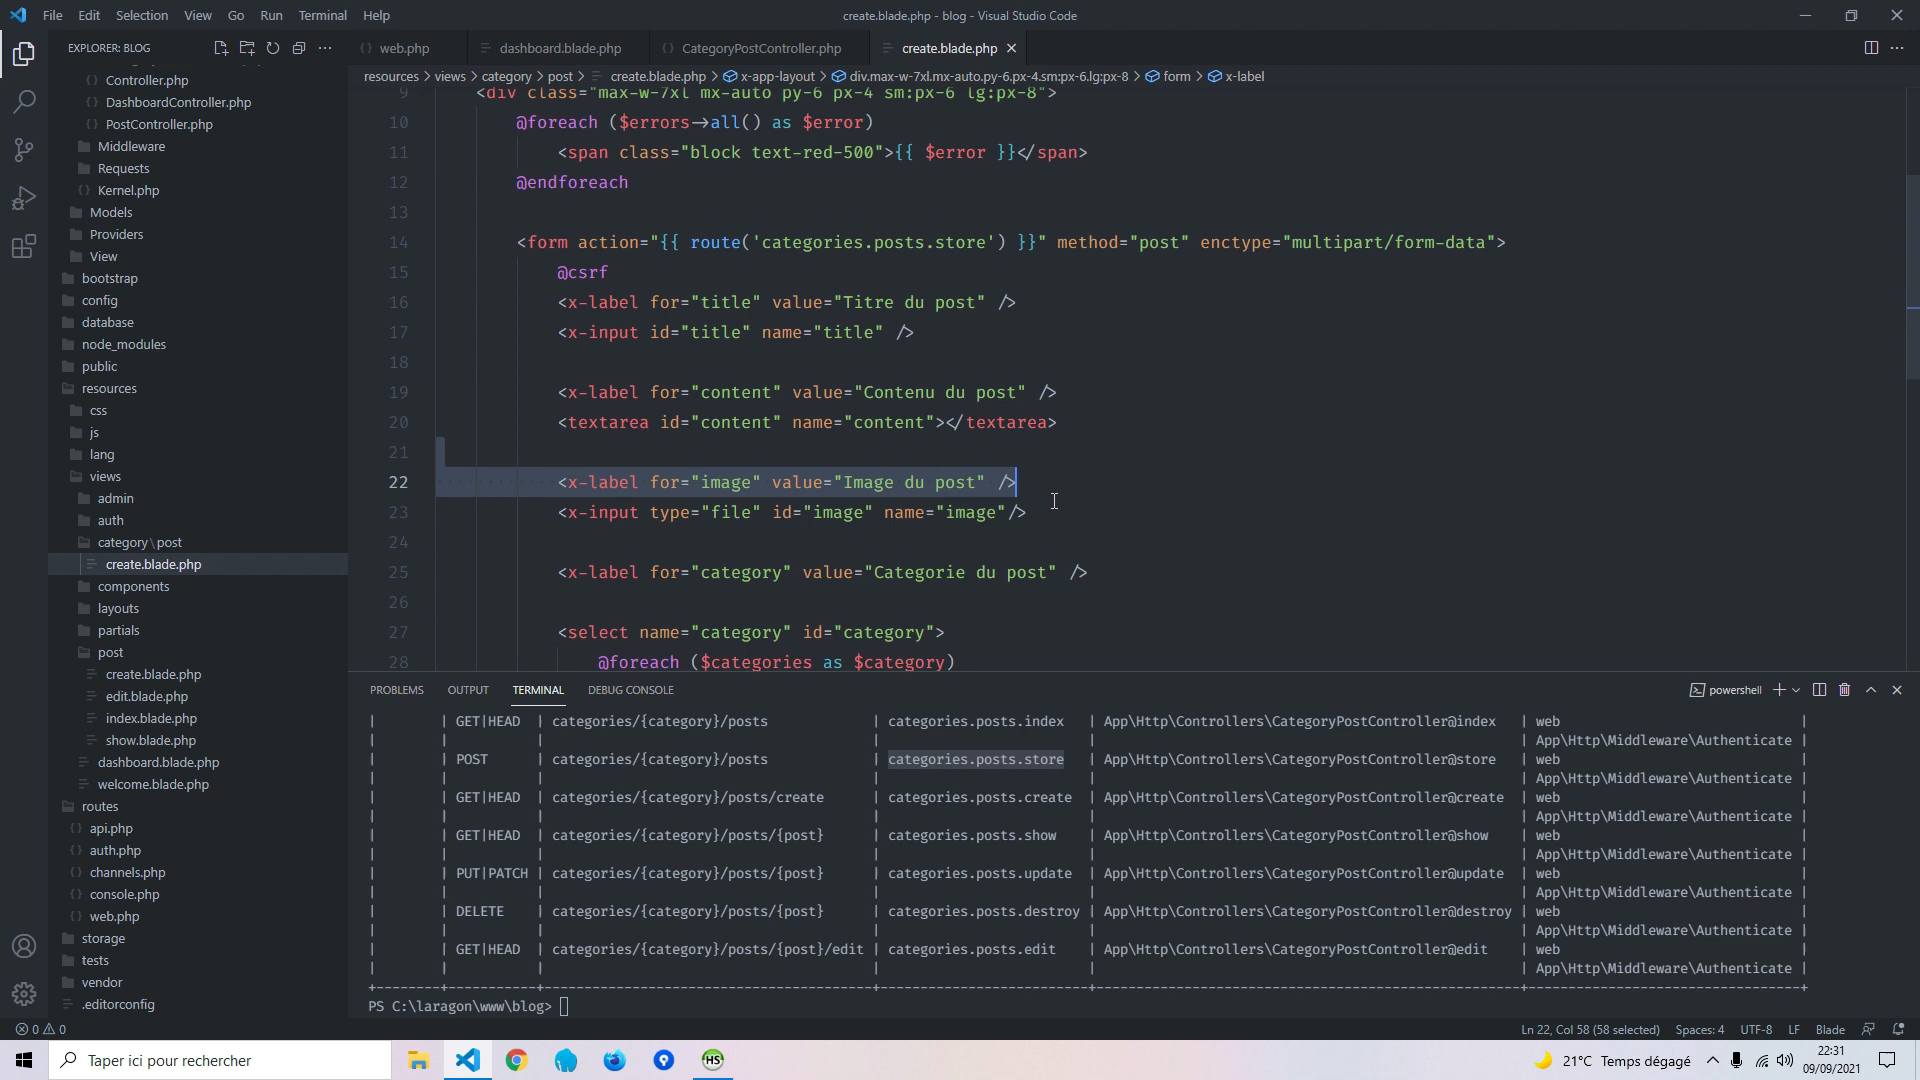 File Edit Selection View Go Run Terminal Help
create.blade.php - blog - Visual Studio Code
EXPLORER: BLOG
web.php
dashboard.blade.php
CategoryPostController.php
create.blade.php
resources > views > category > post > create.blade.php > x-app-layout > div.max-w-7xl.mx-auto.py-6.px-4.sm:px-6.lg:px-8 > form > x-label
Controller.php
DashboardController.php
PostController.php
Middleware
Requests
Kernel.php
Models
Providers
View
bootstrap
config
database
node_modules
public
resources
css
js
lang
views
admin
auth
category\post
create.blade.php
components
layouts
partials
post
create.blade.php
edit.blade.php
index.blade.php
show.blade.php
dashboard.blade.php
welcome.blade.php
routes
api.php
auth.php
channels.php
console.php
web.php
storage
tests
vendor
.editorconfig
9 <div class="max-w-7xl mx-auto py-6 px-4 sm:px-6 lg:px-8">
10 @foreach ($errors->all() as $error)
11 <span class="block text-red-500">{{ $error }}</span>
12 @endforeach
13
14 <form action="{{ route('categories.posts.store') }}" method="post" enctype="multipart/form-data">
15 @csrf
16 <x-label for="title" value="Titre du post" />
17 <x-input id="title" name="title" />
18
19 <x-label for="content" value="Contenu du post" />
20 <textarea id="content" name="content"></textarea>
21
22 <x-label for="image" value="Image du post" />
23 <x-input type="file" id="image" name="image"/>
24
25 <x-label for="category" value="Categorie du post" />
26
27 <select name="category" id="category">
28 @foreach ($categories as $category)
PROBLEMS OUTPUT TERMINAL DEBUG CONSOLE
powershell
| | GET|HEAD | categories/{category}/posts | categories.posts.index | App\Http\Controllers\CategoryPostController@index | web |
| | | | | | App\Http\Middleware\Authenticate |
| | POST | categories/{category}/posts | categories.posts.store | App\Http\Controllers\CategoryPostController@store | web |
| | | | | | App\Http\Middleware\Authenticate |
| | GET|HEAD | categories/{category}/posts/create | categories.posts.create | App\Http\Controllers\CategoryPostController@create | web |
| | | | | | App\Http\Middleware\Authenticate |
| | GET|HEAD | categories/{category}/posts/{post} | categories.posts.show | App\Http\Controllers\CategoryPostController@show | web |
| | | | | | App\Http\Middleware\Authenticate |
| | PUT|PATCH | categories/{category}/posts/{post} | categories.posts.update | App\Http\Controllers\CategoryPostController@update | web |
| | | | | | App\Http\Middleware\Authenticate |
| | DELETE | categories/{category}/posts/{post} | categories.posts.destroy | App\Http\Controllers\CategoryPostController@destroy | web |
| | | | | | App\Http\Middleware\Authenticate |
| | GET|HEAD | categories/{category}/posts/{post}/edit | categories.posts.edit | App\Http\Controllers\CategoryPostController@edit | web |
| | | | | | App\Http\Middleware\Authenticate |
PS C:\laragon\www\blog>
0 0
Ln 22, Col 58 (58 selected) Spaces: 4 UTF-8 LF Blade
Taper ici pour rechercher
HS
21°C Temps dégagé
22:31
09/09/2021